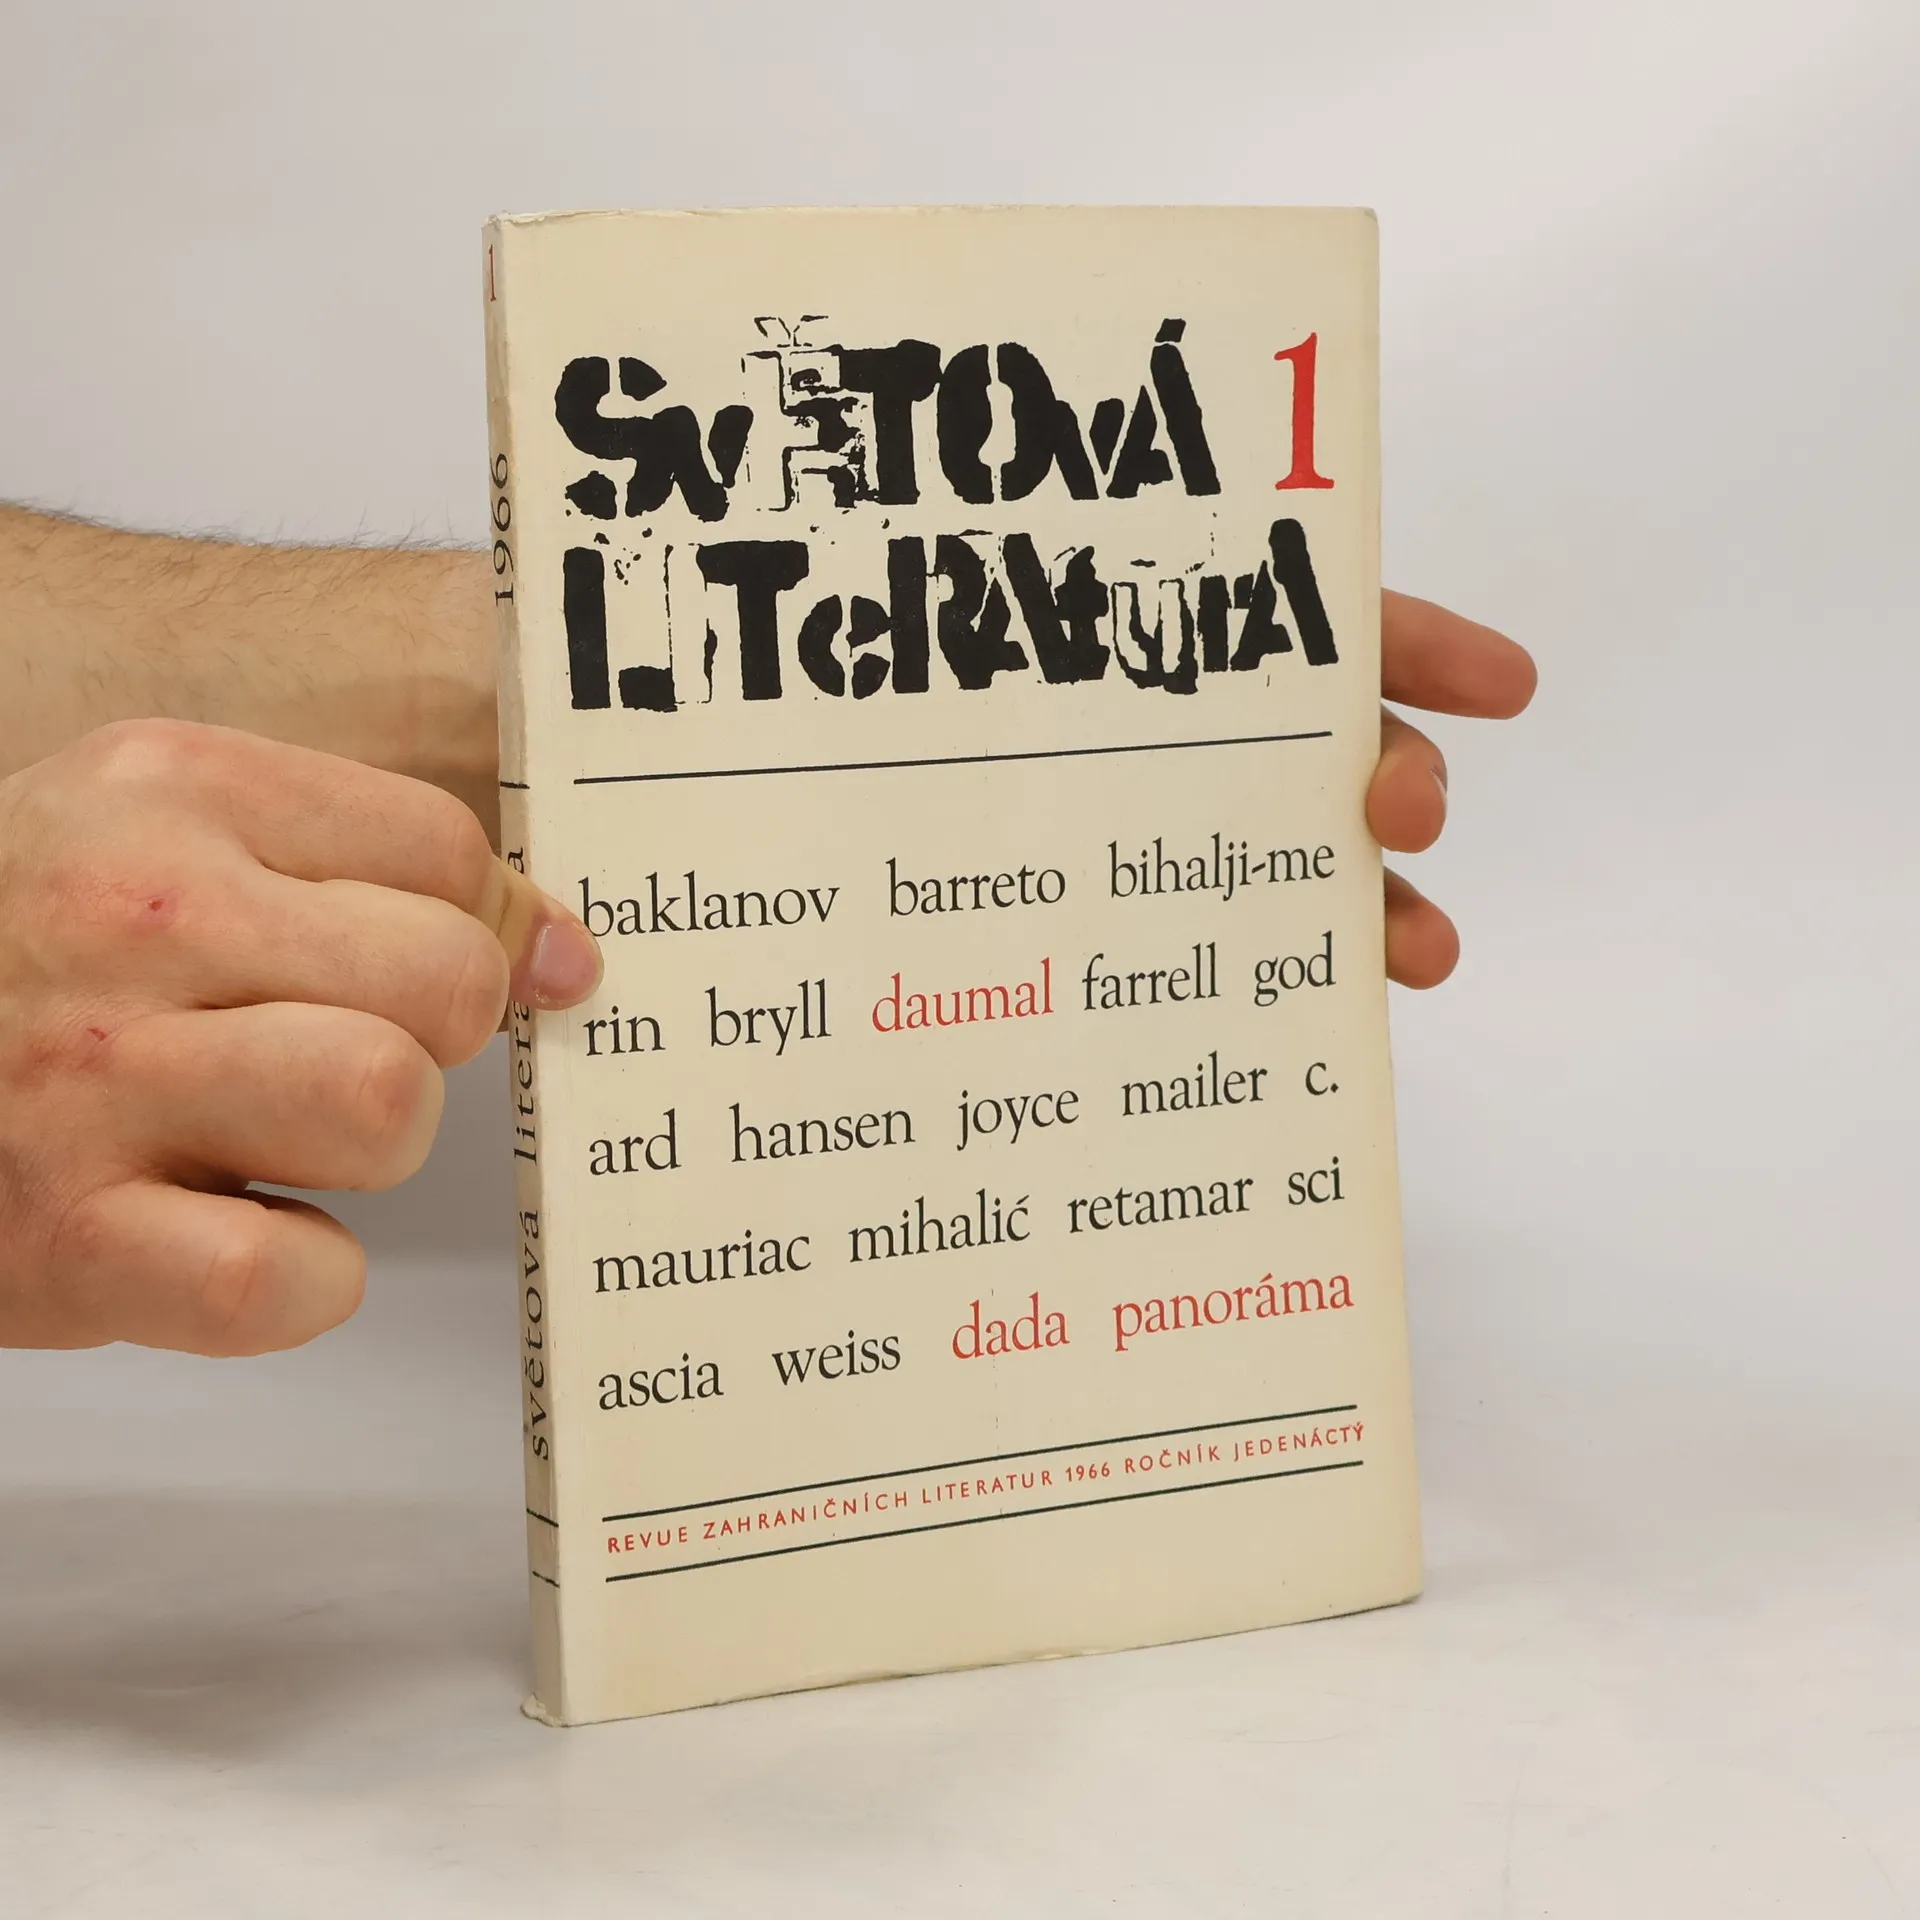 SVĚTOVÁ 1
LITERATURA
baklanov barreto bihalji-me
rin bryll daumal farrell god
ard hansen joyce mailer c.
mauriac mihalić retamar sci
ascia weiss dada panoráma
REVUE ZAHRANIČNÍCH LITERATUR 1966 ROČNÍK JEDENÁCTÝ
světová litera a | 1966 1